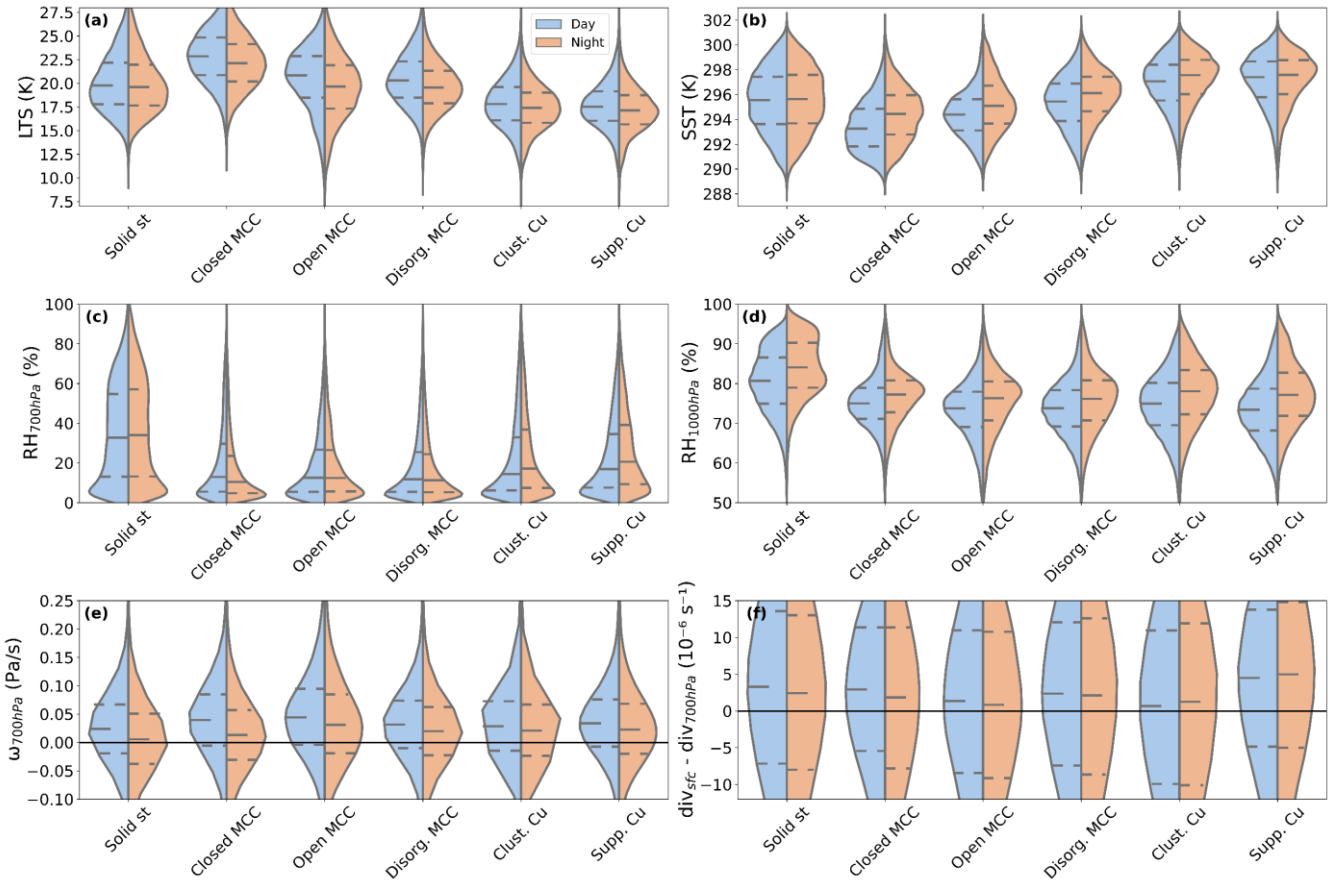 (a)
27.5
25.0
22.5
20.0
17.5
15.0
12.5
10.0
7.5
LTS (K)
Day
Night
Solid st
Closed MCC
Open MCC
Disorg. MCC
Clust. Cu
Supp. Cu
(b)
302
300
298
296
294
292
290
288
SST (K)
Solid st
Closed MCC
Open MCC
Disorg. MCC
Clust. Cu
Supp. Cu
(c)
100
80
60
40
20
0
RH700hPa (%)
Solid st
Closed MCC
Open MCC
Disorg. MCC
Clust. Cu
Supp. Cu
(d)
100
90
80
70
60
50
RH1000hPa (%)
Solid st
Closed MCC
Open MCC
Disorg. MCC
Clust. Cu
Supp. Cu
(e)
0.25
0.20
0.15
0.10
0.05
0.00
−0.05
−0.10
ω700hPa (Pa/s)
Solid st
Closed MCC
Open MCC
Disorg. MCC
Clust. Cu
Supp. Cu
(f)
15
10
5
0
−5
−10
divsfc - div700hPa (10⁻⁶ s⁻¹)
Solid st
Closed MCC
Open MCC
Disorg. MCC
Clust. Cu
Supp. Cu